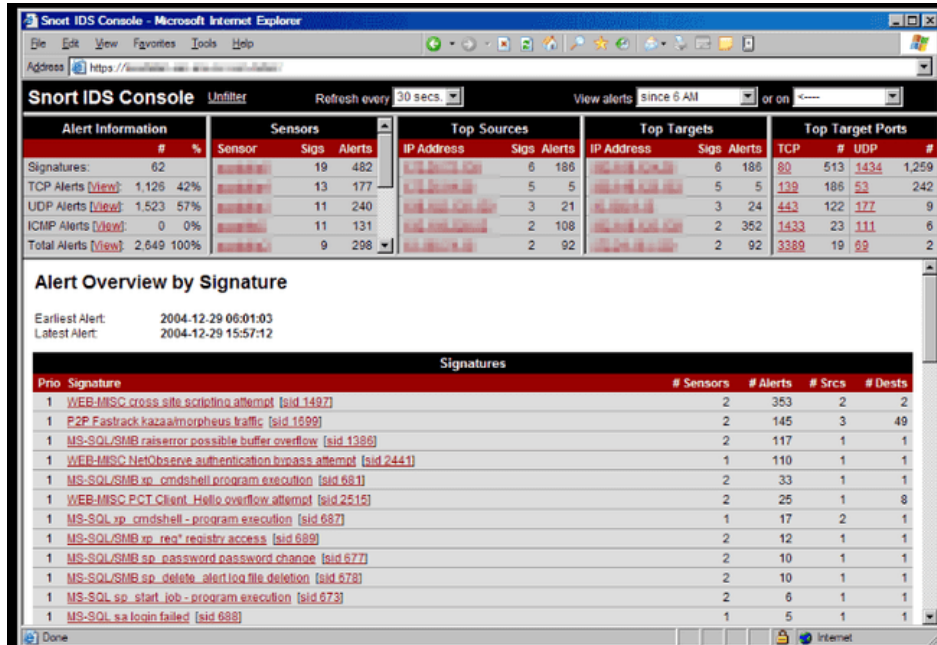 Snort IDS Console - Microsoft Internet Explorer
File Edit View Favorites Tools Help
Address https://
Snort IDS Console Unfilter Refresh every 30 secs. View alerts since 6 AM or on <----
Alert Information Sensors Top Sources Top Targets Top Target Ports
# % Sensor Sigs Alerts IP Address Sigs Alerts IP Address Sigs Alerts TCP # UDP #
Signatures: 62 19 482 6 186 6 186 80 513 1434 1,259
TCP Alerts [View]: 1,126 42% 13 177 5 5 5 5 139 186 53 242
UDP Alerts [View]: 1,523 57% 11 240 3 21 3 24 443 122 177 9
ICMP Alerts [View]: 0 0% 11 131 2 108 2 352 1433 23 111 6
Total Alerts [View]: 2,649 100% 9 298 2 92 2 92 3389 19 69 2
Alert Overview by Signature
Earliest Alert: 2004-12-29 06:01:03
Latest Alert: 2004-12-29 15:57:12
Signatures
Prio Signature # Sensors # Alerts # Srcs # Dests
1 WEB-MISC cross site scripting attempt [sid 1497] 2 353 2 2
1 P2P Fastrack kazaa/morpheus traffic [sid 1699] 2 145 3 49
1 MS-SQL/SMB raiserror possible buffer overflow [sid 1386] 2 117 1 1
1 WEB-MISC NetObserve authentication bypass attempt [sid 2441] 1 110 1 1
1 MS-SQL/SMB xp_cmdshell program execution [sid 681] 2 33 1 1
1 WEB-MISC PCT Client_Hello overflow attempt [sid 2515] 2 25 1 8
1 MS-SQL xp_cmdshell - program execution [sid 687] 1 17 2 1
1 MS-SQL/SMB xp_reg* registry access [sid 689] 2 12 1 1
1 MS-SQL/SMB sp_password password change [sid 677] 2 10 1 1
1 MS-SQL/SMB sp_delete_alert log file deletion [sid 678] 2 10 1 1
1 MS-SQL sp_start_job - program execution [sid 673] 2 6 1 1
1 MS-SQL sa login failed [sid 688] 1 5 1 1
Done Internet